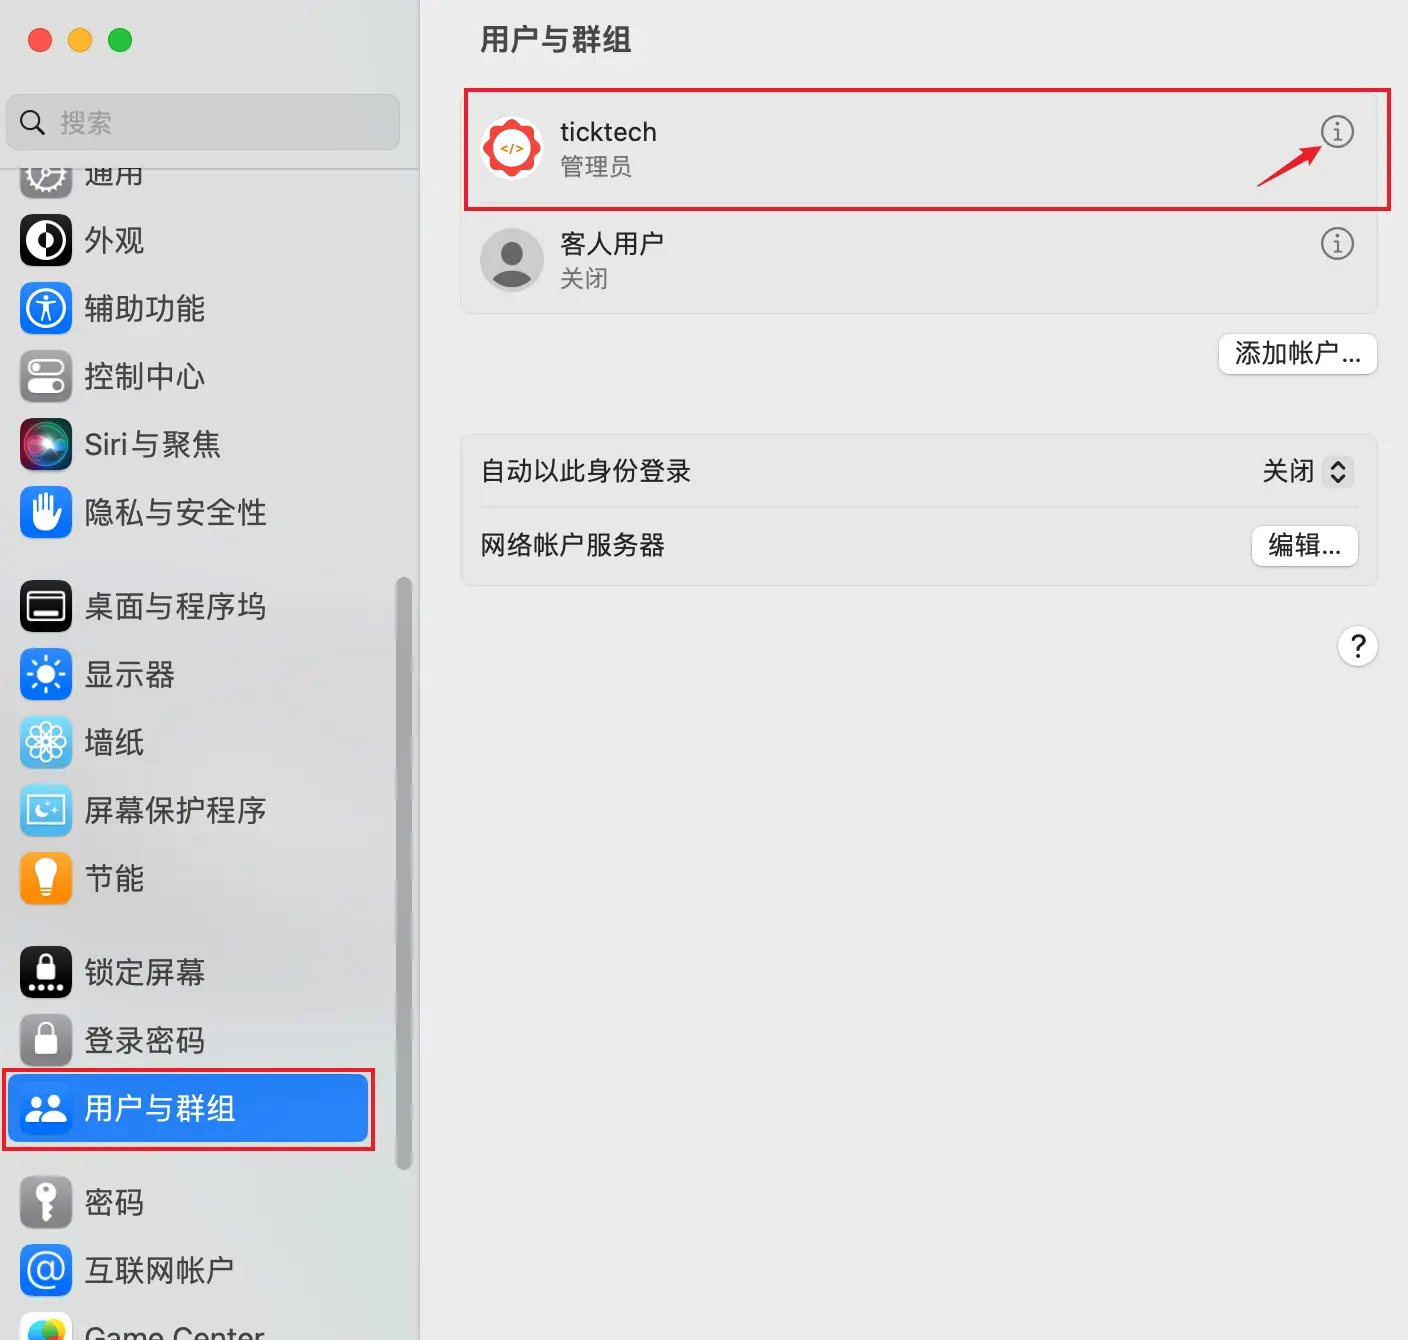 搜索
通用
外观
辅助功能
控制中心
Siri与聚焦
隐私与安全性
桌面与程序坞
显示器
墙纸
屏幕保护程序
节能
锁定屏幕
登录密码
用户与群组
密码
互联网帐户
Game Center
用户与群组
</>
ticktech
管理员
客人用户
关闭
添加帐户...
自动以此身份登录
关闭
网络帐户服务器
编辑...
?